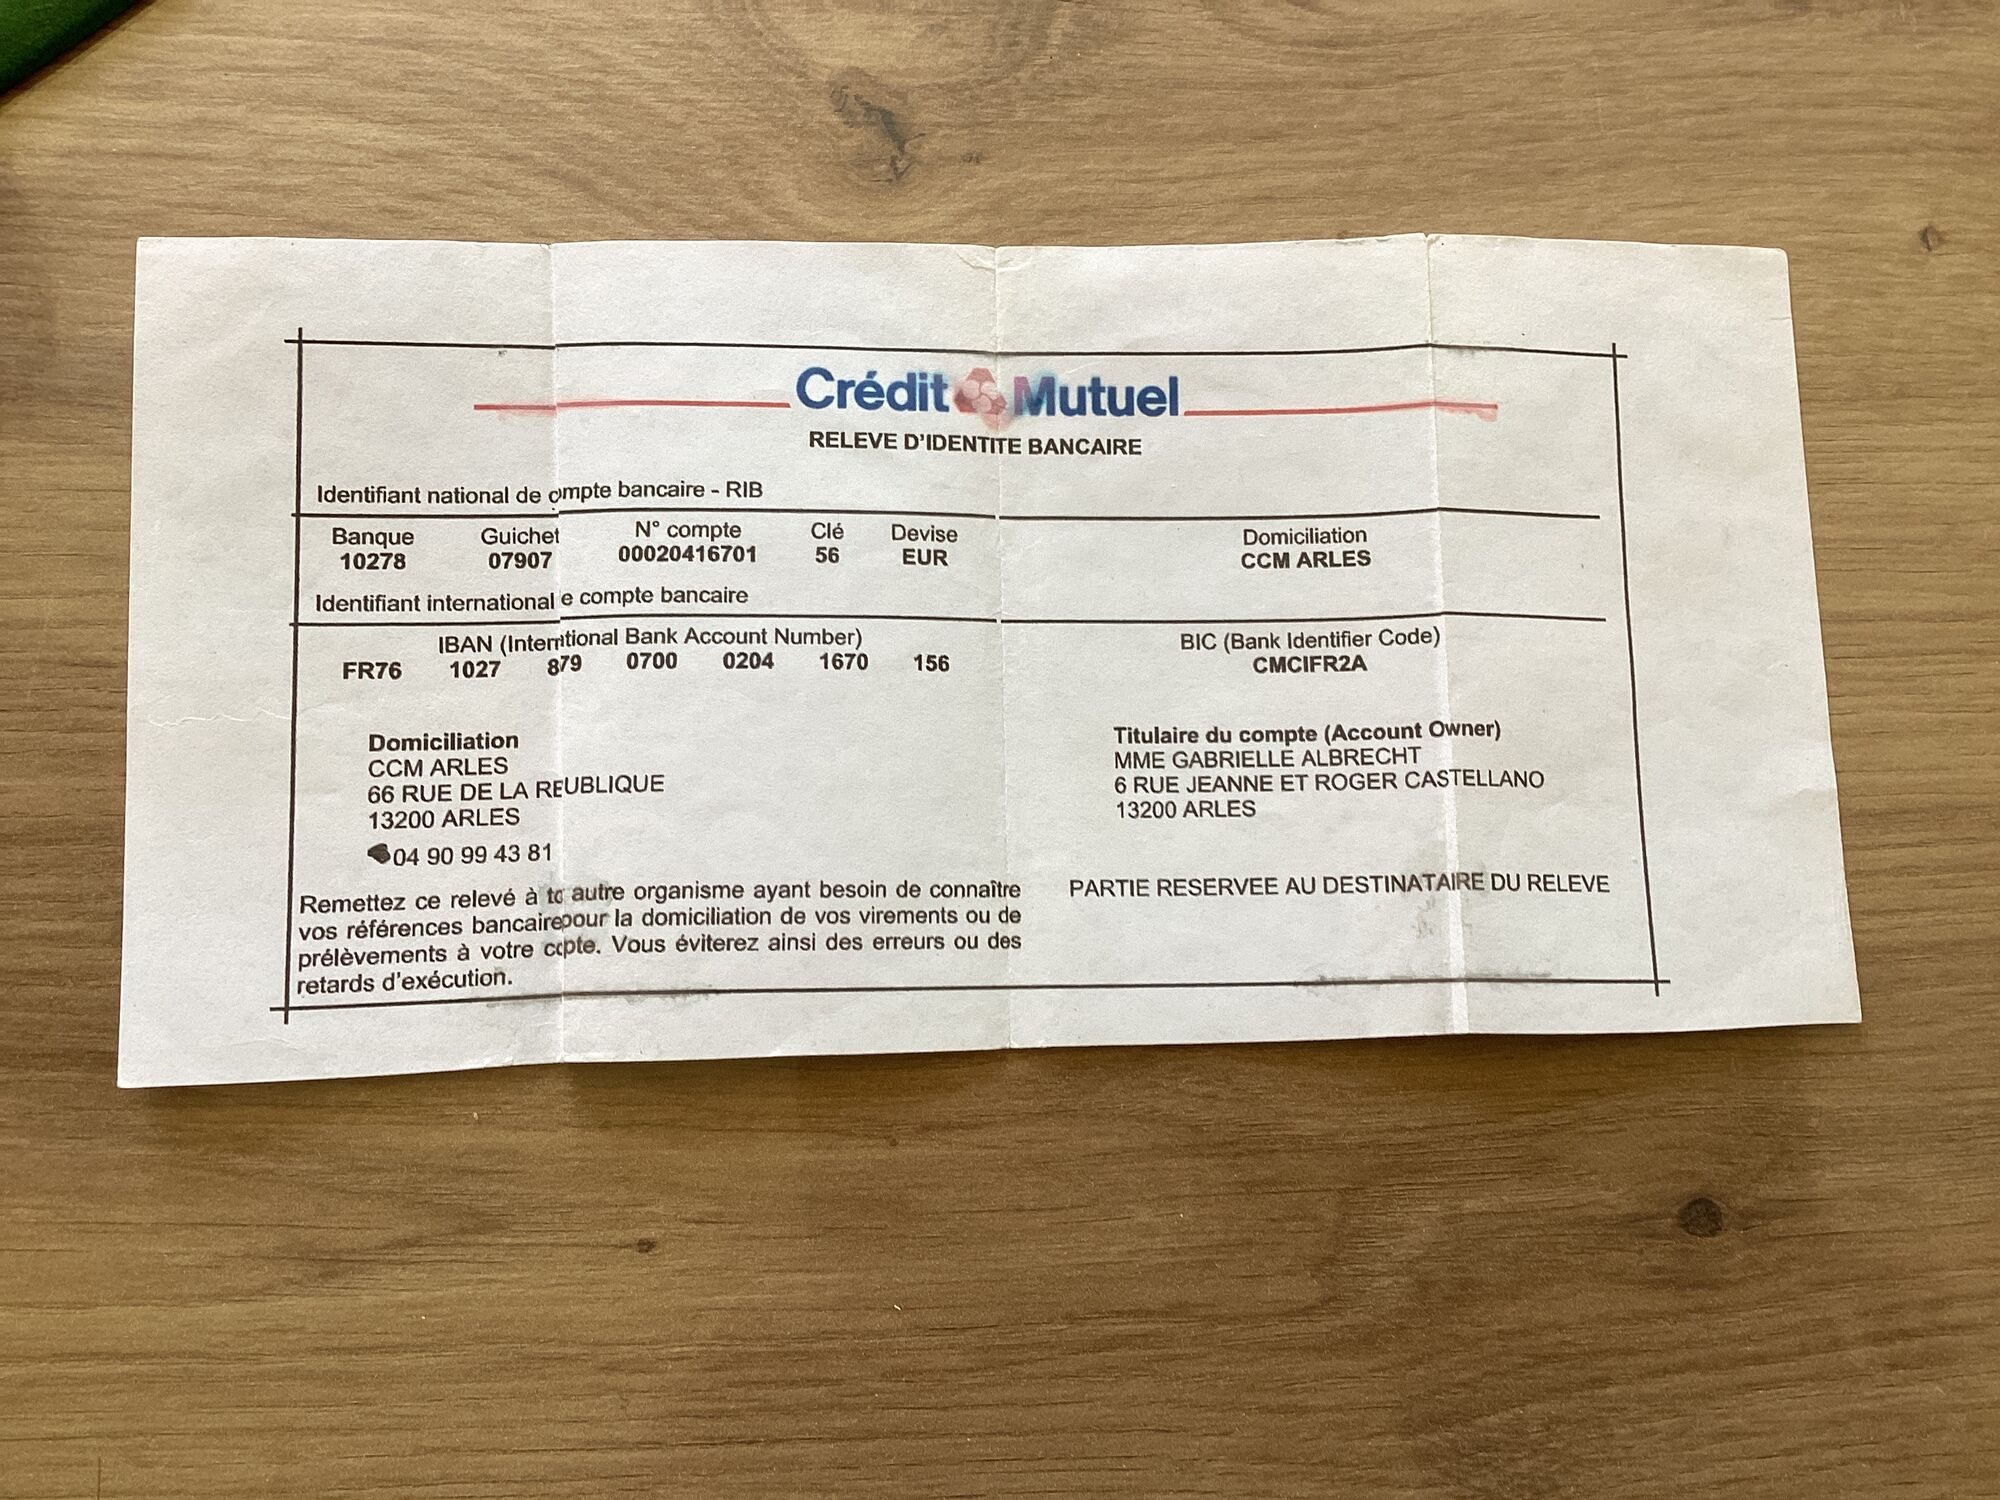 Crédit Mutuel
RELEVE D'IDENTITE BANCAIRE
Identifiant national de ompte bancaire - RIB
Banque Guichet N° compte Clé Devise Domiciliation
10278 07907 00020416701 56 EUR CCM ARLES
Identifiant international e compte bancaire
IBAN (International Bank Account Number) BIC (Bank Identifier Code)
FR76 1027 879 0700 0204 1670 156 CMCIFR2A
Domiciliation
CCM ARLES
66 RUE DE LA REUBLIQUE
13200 ARLES
04 90 99 43 81
Titulaire du compte (Account Owner)
MME GABRIELLE ALBRECHT
6 RUE JEANNE ET ROGER CASTELLANO
13200 ARLES
Remettez ce relevé à autre organisme ayant besoin de connaître
vos références bancaire pour la domiciliation de vos virements ou de
prélèvements à votre cpte. Vous éviterez ainsi des erreurs ou des
retards d'exécution.
PARTIE RESERVEE AU DESTINATAIRE DU RELEVE